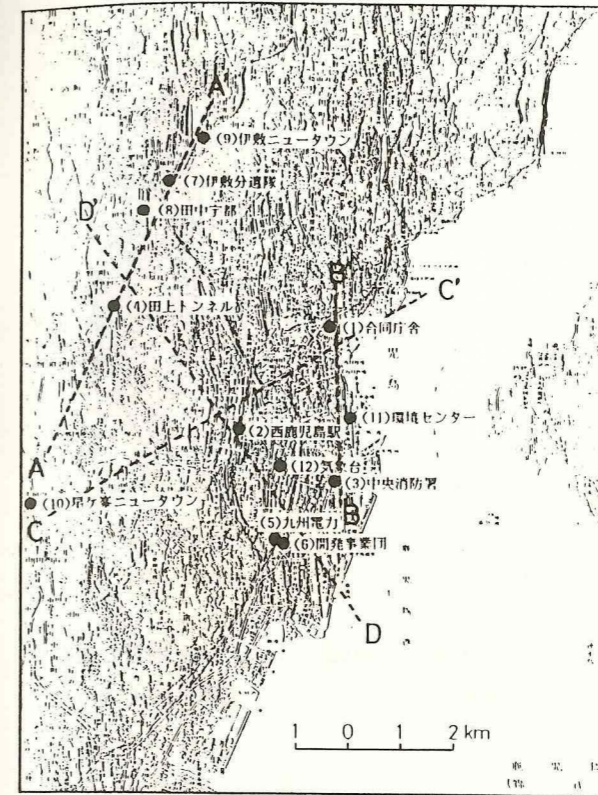 A'
(9)伊敷ニュータウン
(7)伊敷分遣隊
(8)田中宇都
D'
B'
C'
(4)田上トンネル
(1)合同庁舎
児
島
(11)環境センター
(2)西鹿児島駅
A
(12)気象台
(3)中央消防署
(10)星ケ峯ニュータウン
C
B
(5)九州電力
(6)開発事業団
D
1 0 1 2 km